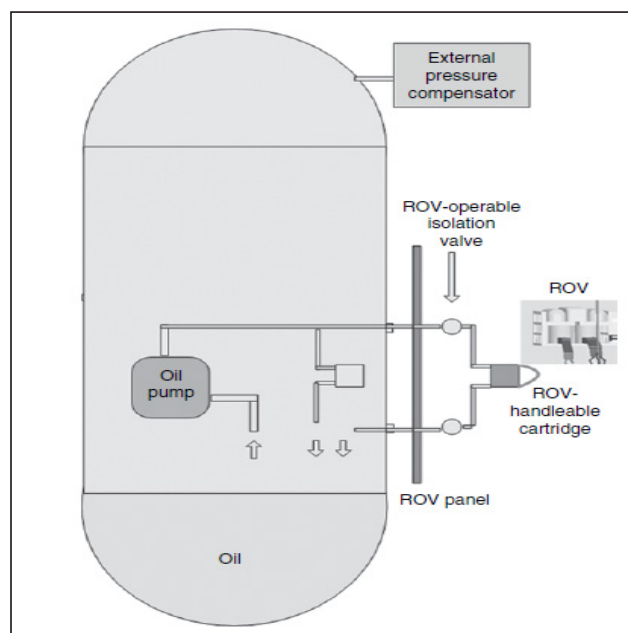 External
pressure
compensator
ROV-operable
isolation
valve
ROV
Oil
pump
ROV-
handleable
cartridge
ROV panel
Oil